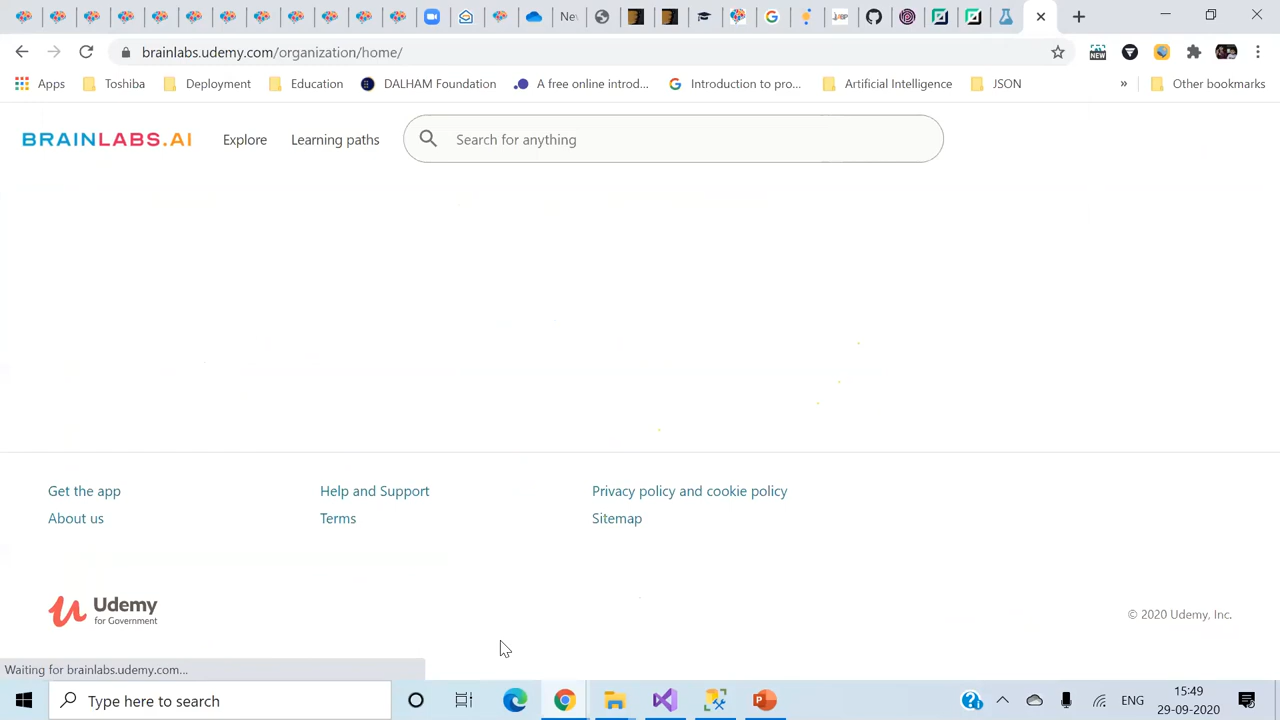 Nev
brainlabs.udemy.com/organization/home/
NEW
Apps
Toshiba
Deployment
Education
DALHAM Foundation
A free online introd...
Introduction to pro...
Artificial Intelligence
JSON
»
Other bookmarks
BRAINLABS.AI
Explore
Learning paths
Search for anything
Get the app
Help and Support
Privacy policy and cookie policy
About us
Terms
Sitemap
Udemy
for Government
© 2020 Udemy, Inc.
Waiting for brainlabs.udemy.com...
Type here to search
ENG
15:49
29-09-2020